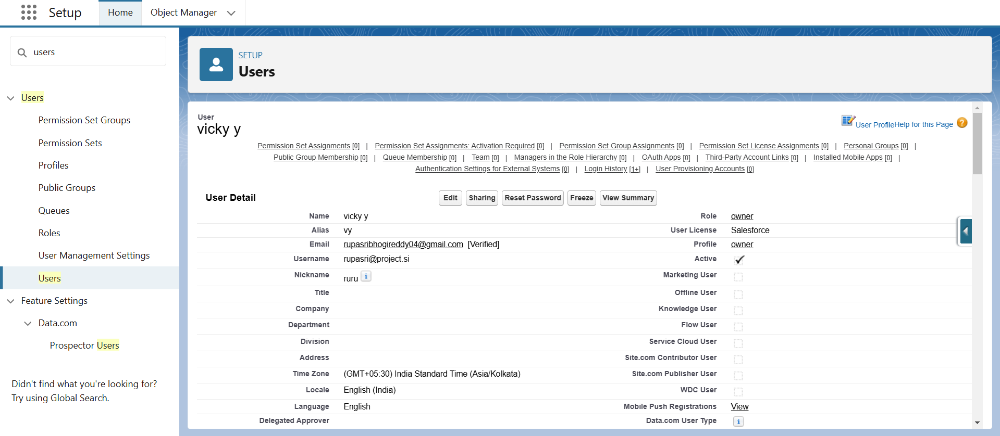 Setup Home Object Manager
users
Users
Permission Set Groups
Permission Sets
Profiles
Public Groups
Queues
Roles
User Management Settings
Users
Feature Settings
Data.com
Prospector Users
Didn't find what you're looking for?
Try using Global Search.
SETUP
Users
User
vicky y
User Profile Help for this Page ?
Permission Set Assignments [0] | Permission Set Assignments: Activation Required [0] | Permission Set Group Assignments [0] | Permission Set License Assignments [0] | Personal Groups [0] |
Public Group Membership [0] | Queue Membership [0] | Team [0] | Managers in the Role Hierarchy [0] | OAuth Apps [0] | Third-Party Account Links [0] | Installed Mobile Apps [0] |
Authentication Settings for External Systems [0] | Login History [1+] | User Provisioning Accounts [0]
User Detail Edit Sharing Reset Password Freeze View Summary
Name vicky y Role owner
Alias vy User License Salesforce
Email rupasribhogireddy04@gmail.com [Verified] Profile owner
Username rupasri@project.si Active
Nickname ruru i Marketing User
Title Offline User
Company Knowledge User
Department Flow User
Division Service Cloud User
Address Site.com Contributor User
Time Zone (GMT+05:30) India Standard Time (Asia/Kolkata) Site.com Publisher User
Locale English (India) WDC User
Language English Mobile Push Registrations View
Delegated Approver Data.com User Type i